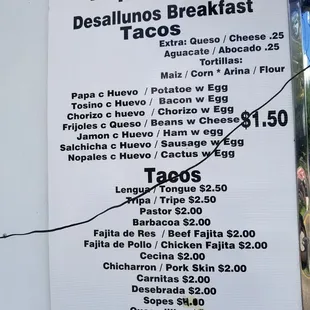 Desallunos Breakfast
Tacos
Extra: Queso / Cheese .25
Aguacate / Abocado .25
Tortillas:
Maiz / Corn * Arina / Flour
Papa c Huevo / Potatoe w Egg
Tosino c Huevo / Bacon w Egg
Chorizo c huevo / Chorizo w Egg
Frijoles c Queso / Beans w Cheese $1.50
Jamon c Huevo / Ham w egg
Salchicha c Huevo / Sausage w Egg
Nopales c Huevo / Cactus w Egg
Tacos
Lengua / Tongue $2.50
Tripa / Tripe $2.50
Pastor $2.00
Barbacoa $2.00
Fajita de Res / Beef Fajita $2.00
Fajita de Pollo / Chicken Fajita $2.00
Cecina $2.00
Chicharron / Pork Skin $2.00
Carnitas $2.00
Desebrada $2.00
Sopes